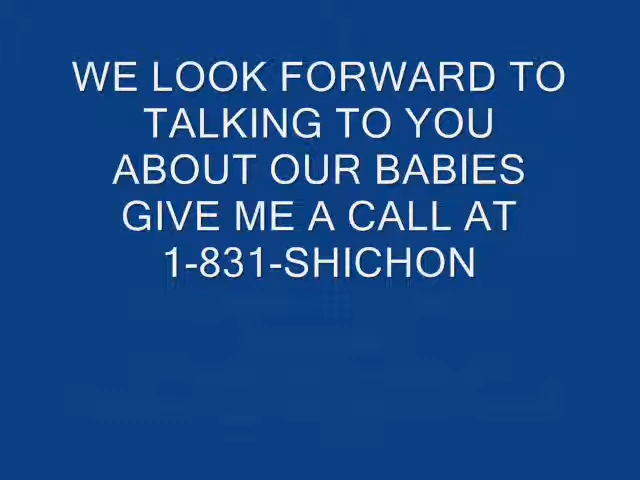 WE LOOK FORWARD TO
TALKING TO YOU
ABOUT OUR BABIES
GIVE ME A CALL AT
1-831-SHICHON